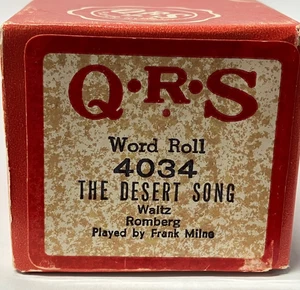 Q·R·S
Q·R·S
Word Roll
4034
THE DESERT SONG
Waltz
Romberg
Played by Frank Milne